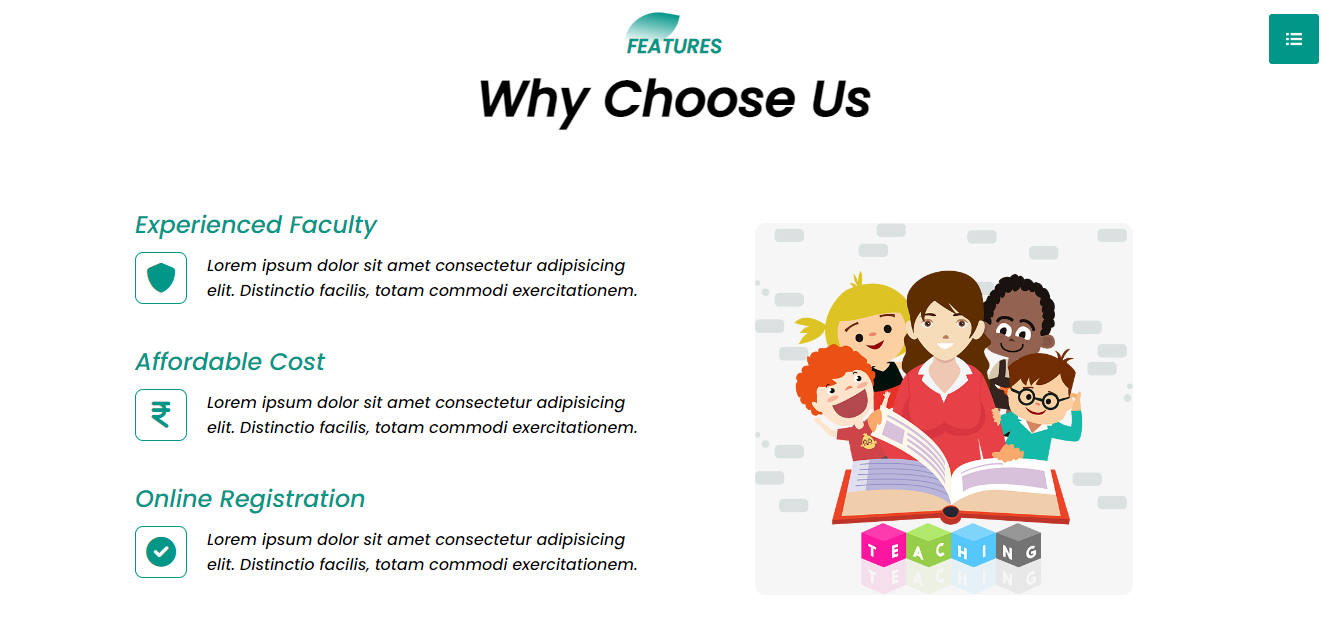 FEATURES
Why Choose Us
Experienced Faculty
Lorem ipsum dolor sit amet consectetur adipisicing
elit. Distinctio facilis, totam commodi exercitationem.
Affordable Cost
₹
Lorem ipsum dolor sit amet consectetur adipisicing
elit. Distinctio facilis, totam commodi exercitationem.
Online Registration
Lorem ipsum dolor sit amet consectetur adipisicing
elit. Distinctio facilis, totam commodi exercitationem.
TEACHING